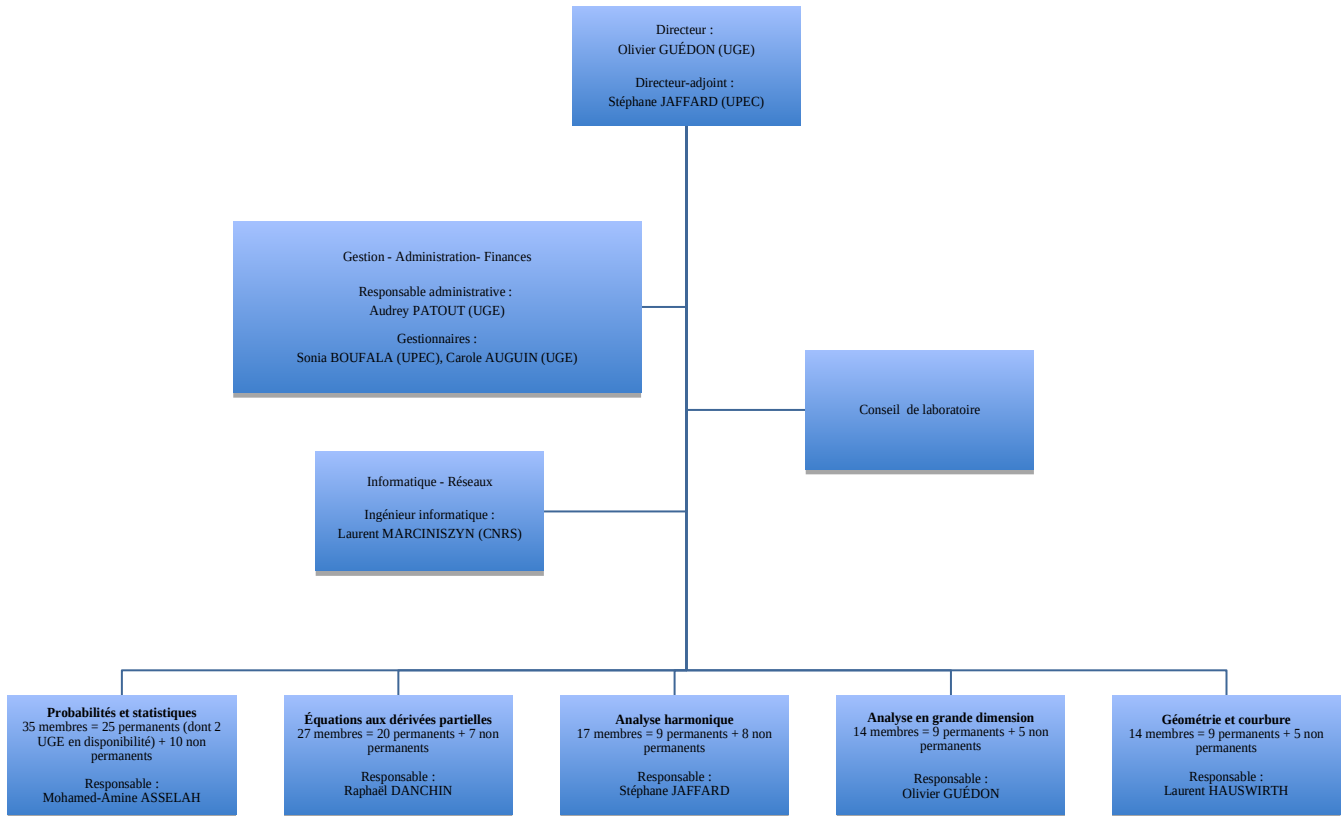 Directeur :
Olivier GUÉDON (UGE)
Directeur-adjoint :
Stéphane JAFFARD (UPEC)
Gestion - Administration- Finances
Responsable administrative :
Audrey PATOUT (UGE)
Gestionnaires :
Sonia BOUFALA (UPEC), Carole AUGUIN (UGE)
Conseil  de laboratoire
Informatique - Réseaux
Ingénieur informatique :
Laurent MARCINISZYN (CNRS)
Probabilités et statistiques
35 membres = 25 permanents (dont 2
UGE en disponibilité) + 10 non
permanents
Responsable :
Mohamed-Amine ASSELAH
Équations aux dérivées partielles
27 membres = 20 permanents + 7 non
permanents
Responsable :
Raphaël DANCHIN
Analyse harmonique
17 membres = 9 permanents + 8 non
permanents
Responsable :
Stéphane JAFFARD
Analyse en grande dimension
14 membres = 9 permanents + 5 non
permanents
Responsable :
Olivier GUÉDON
Géométrie et courbure
14 membres = 9 permanents + 5 non
permanents
Responsable :
Laurent HAUSWIRTH